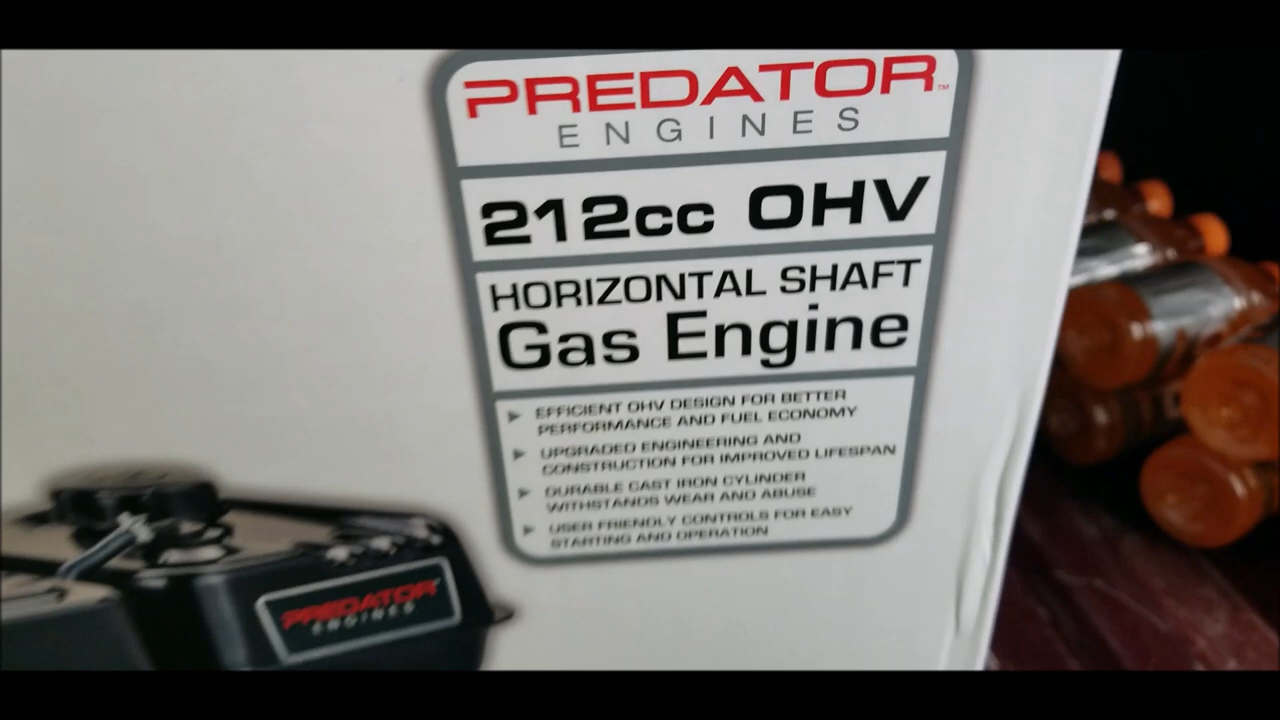 PREDATOR™
ENGINES
212cc OHV
HORIZONTAL SHAFT
Gas Engine
EFFICIENT OHV DESIGN FOR BETTER
PERFORMANCE AND FUEL ECONOMY
UPGRADED ENGINEERING AND
CONSTRUCTION FOR IMPROVED LIFESPAN
DURABLE CAST IRON CYLINDER
WITHSTANDS WEAR AND ABUSE
USER FRIENDLY CONTROLS FOR EASY
STARTING AND OPERATION
PREDATOR
ENGINES